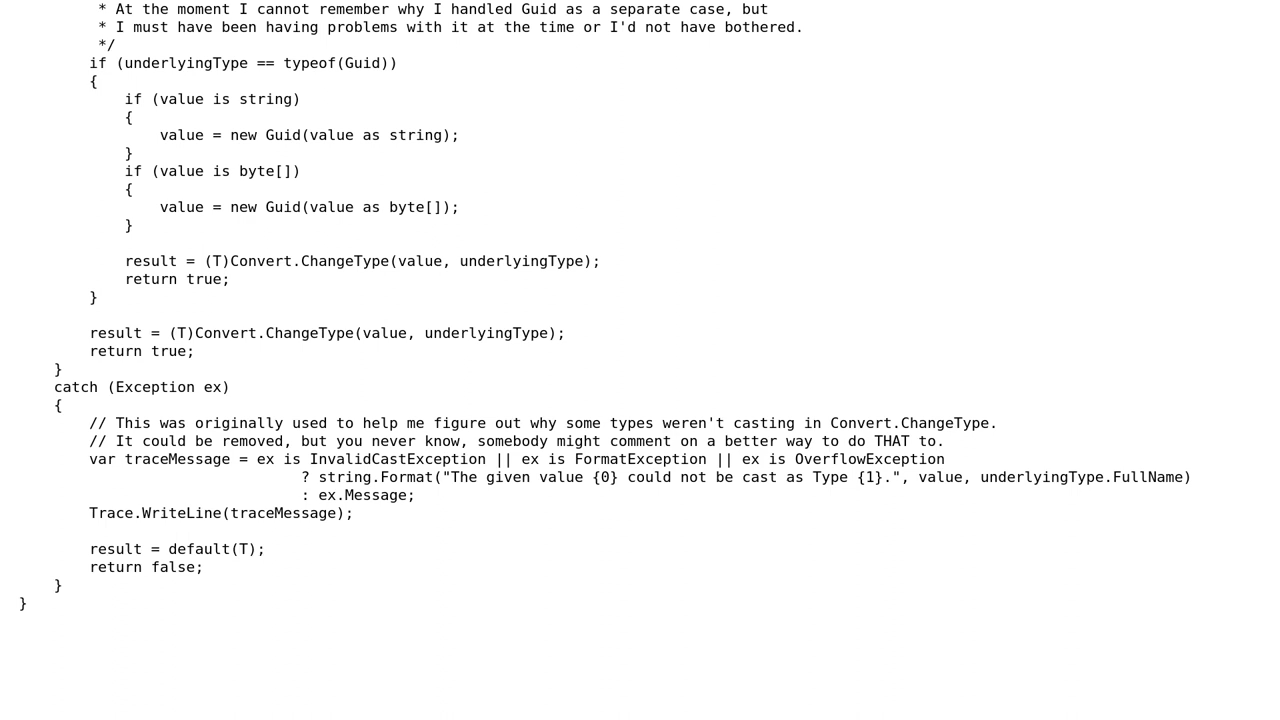 * At the moment I cannot remember why I handled Guid as a separate case, but
* I must have been having problems with it at the time or I'd not have bothered.
*/
if (underlyingType == typeof(Guid))
{
if (value is string)
{
value = new Guid(value as string);
}
if (value is byte[])
{
value = new Guid(value as byte[]);
}
result = (T)Convert.ChangeType(value, underlyingType);
return true;
}
result = (T)Convert.ChangeType(value, underlyingType);
return true;
}
catch (Exception ex)
{
// This was originally used to help me figure out why some types weren't casting in Convert.ChangeType.
// It could be removed, but you never know, somebody might comment on a better way to do THAT to.
var traceMessage = ex is InvalidCastException || ex is FormatException || ex is OverflowException
? string.Format("The given value {0} could not be cast as Type {1}.", value, underlyingType.FullName)
: ex.Message;
Trace.WriteLine(traceMessage);
result = default(T);
return false;
}
}